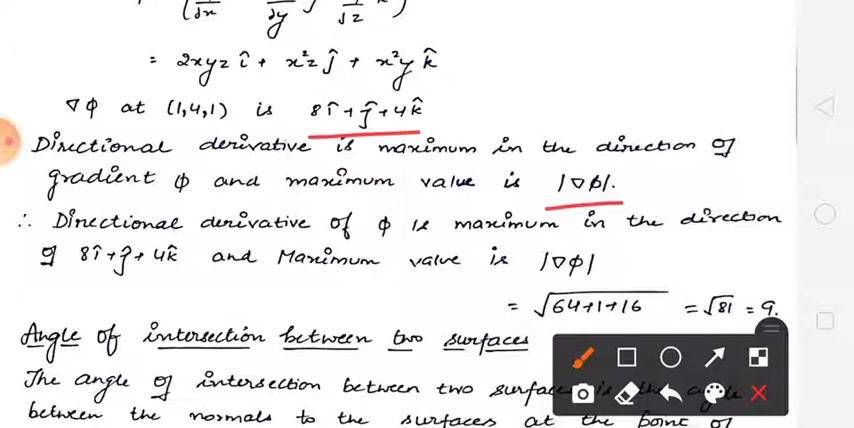 = 2xyz î + x²z ĵ + x²y k̂
∇φ at (1,4,1) is 8î + ĵ + 4k̂
Directional derivative is maximum in the direction of
gradient φ and maximum value is |∇φ|.
∴ Directional derivative of φ is maximum in the direction
of 8î + ĵ + 4k̂ and Maximum value is |∇φ|
= √64+1+16 = √81 = 9.
Angle of intersection between two surfaces
The angle of intersection between two surfaces is the angle
between the normals to the surfaces at the point of